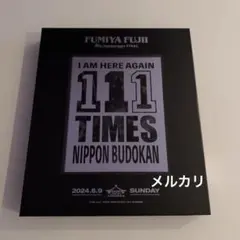 FUMIYA FUJII
I AM HERE AGAIN
111
TIMES
NIPPON BUDOKAN
メルカリ
2024.6.9
SUNDAY